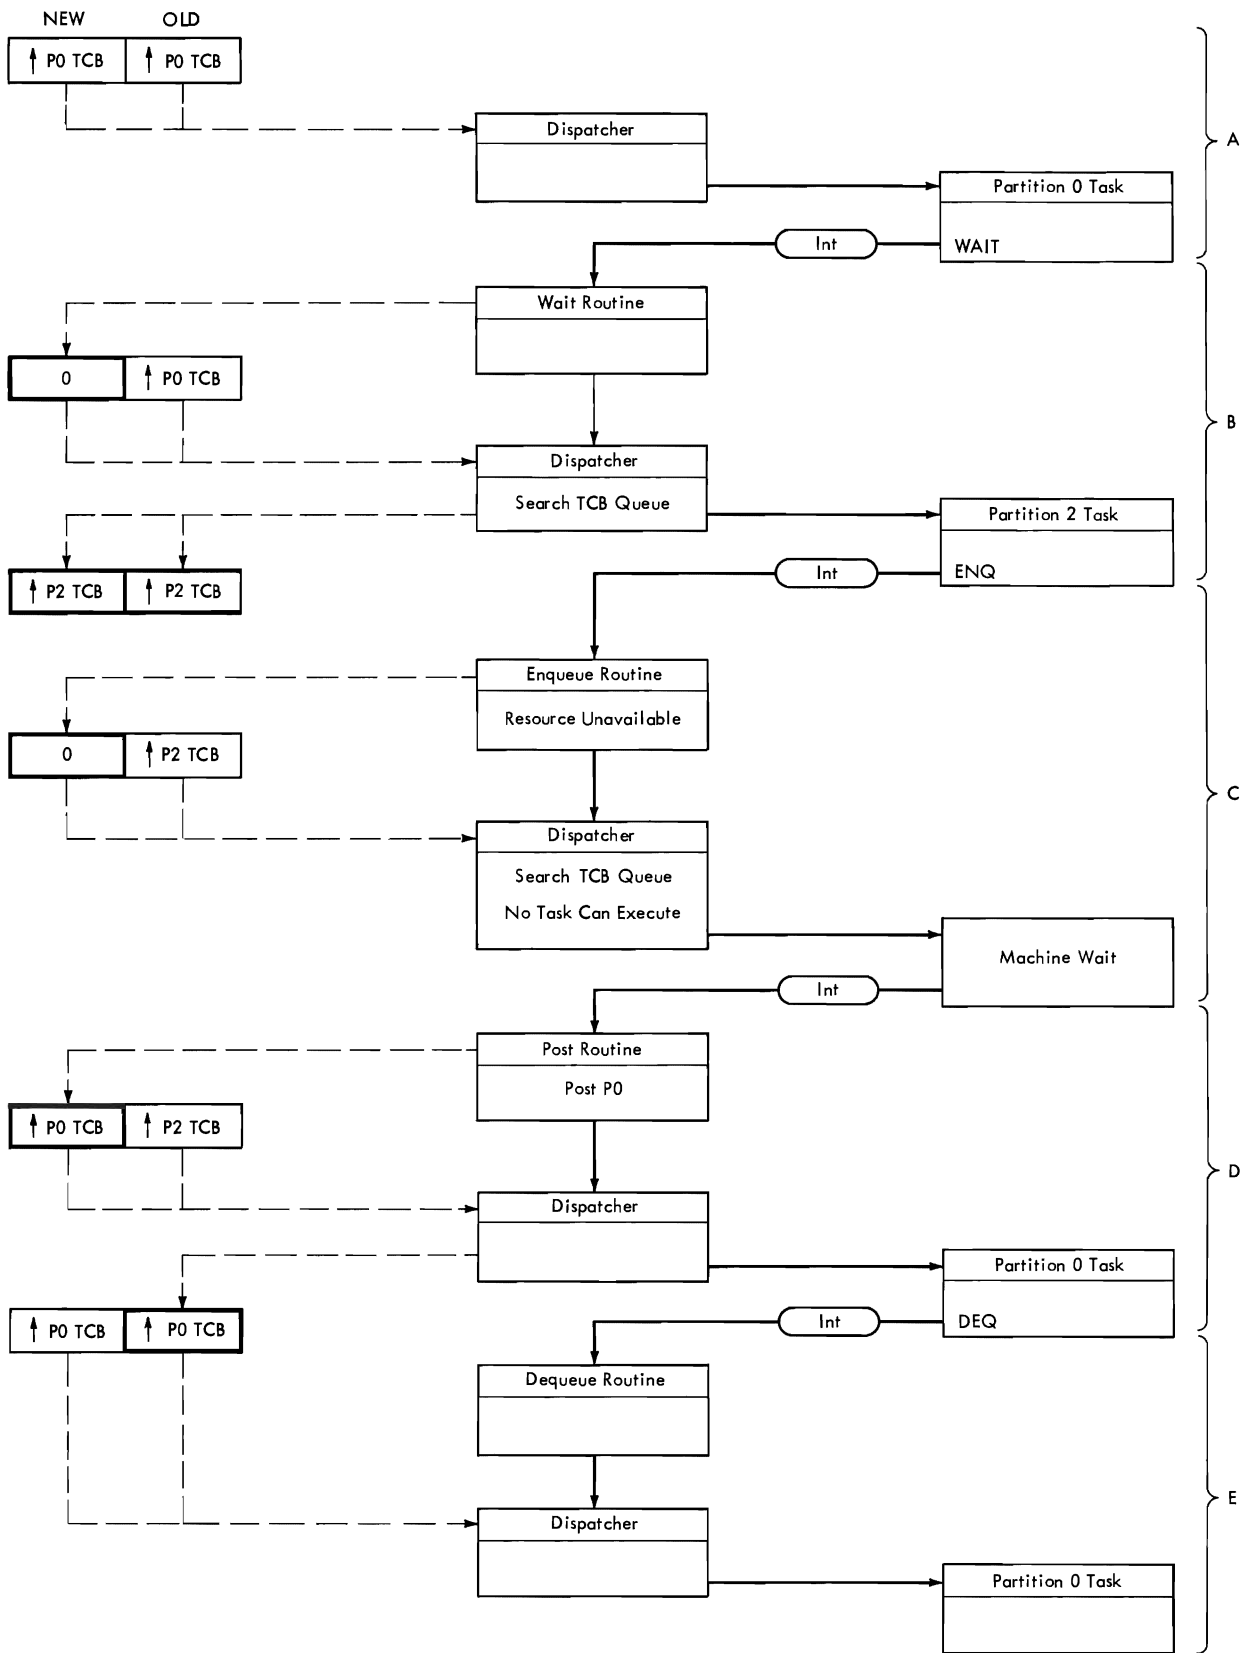 NEW OLD
↑ P0 TCB ↑ P0 TCB
Dispatcher
A
Partition 0 Task
Int
WAIT
Wait Routine
0 ↑ P0 TCB
B
Dispatcher
Search TCB Queue
Partition 2 Task
Int
ENQ
↑ P2 TCB ↑ P2 TCB
Enqueue Routine
Resource Unavailable
0 ↑ P2 TCB
C
Dispatcher
Search TCB Queue
No Task Can Execute
Machine Wait
Int
Post Routine
Post P0
↑ P0 TCB ↑ P2 TCB
D
Dispatcher
Partition 0 Task
Int
DEQ
↑ P0 TCB ↑ P0 TCB
Dequeue Routine
E
Dispatcher
Partition 0 Task